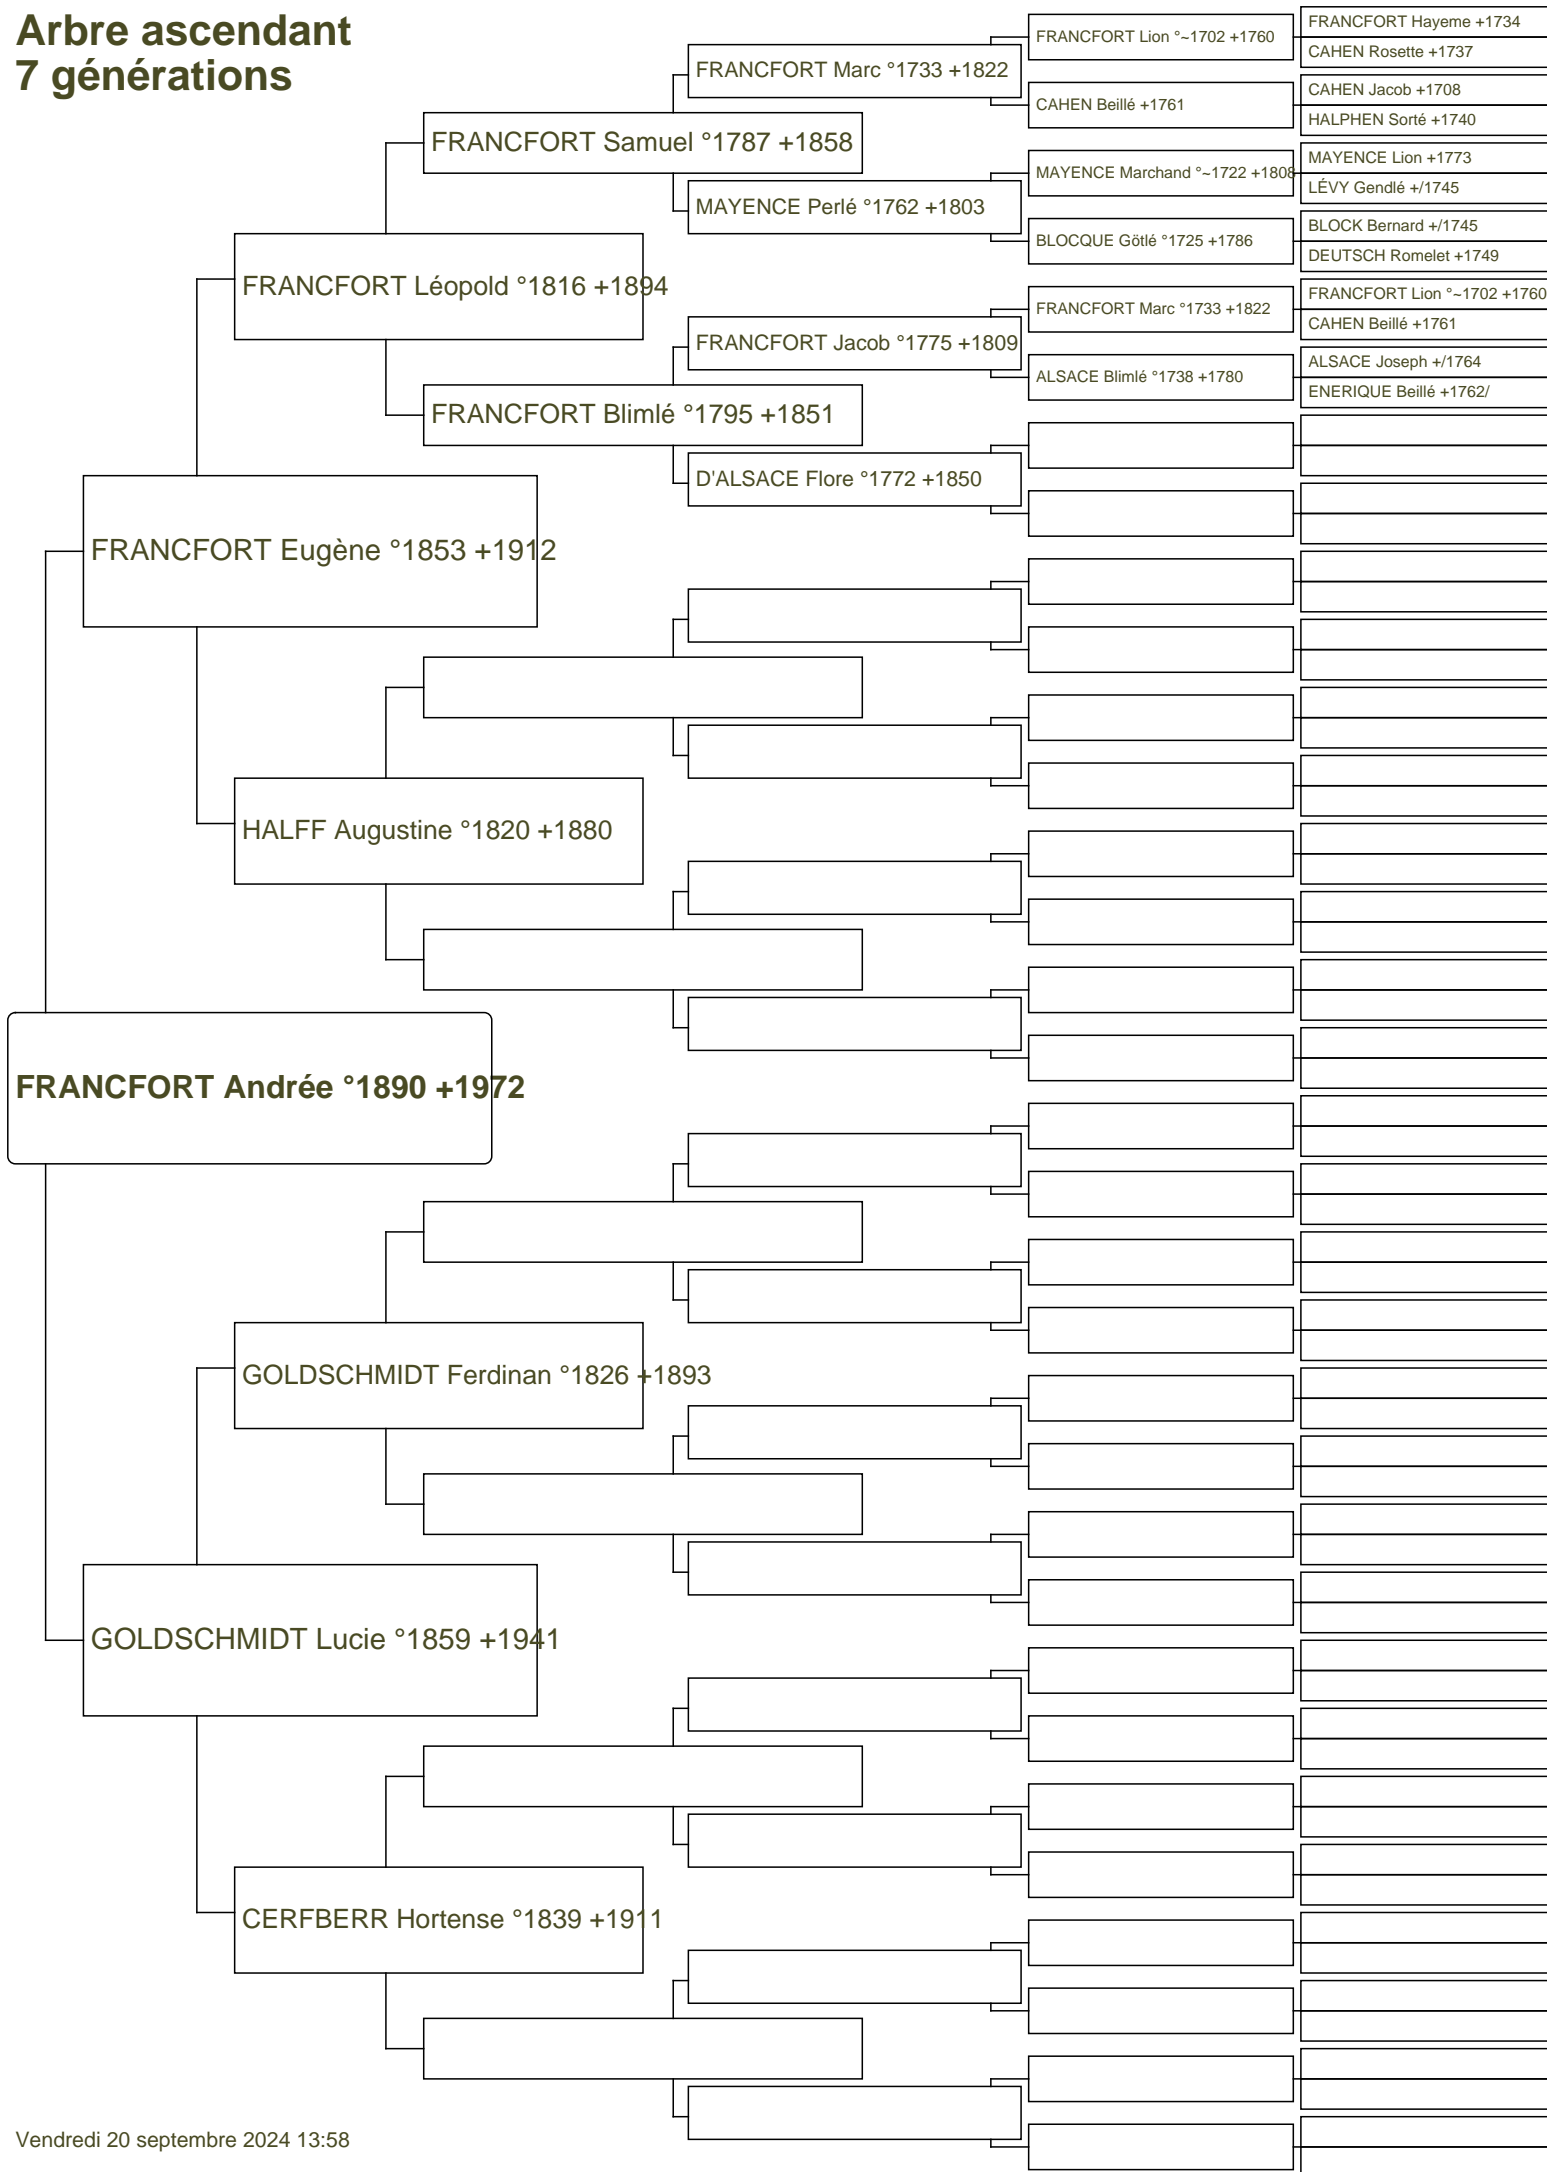 Arbre ascendant
7 générations
FRANCFORT Andrée °1890 +1972
FRANCFORT Eugène °1853 +1912
GOLDSCHMIDT Lucie °1859 +1941
FRANCFORT Léopold °1816 +1894
HALFF Augustine °1820 +1880
GOLDSCHMIDT Ferdinan °1826 +1893
CERFBERR Hortense °1839 +1911
FRANCFORT Samuel °1787 +1858
FRANCFORT Blimlé °1795 +1851
FRANCFORT Marc °1733 +1822
MAYENCE Perlé °1762 +1803
FRANCFORT Jacob °1775 +1809
D'ALSACE Flore °1772 +1850
FRANCFORT Lion °~1702 +1760
CAHEN Beillé +1761
MAYENCE Marchand °~1722 +1808
BLOCQUE Götlé °1725 +1786
FRANCFORT Marc °1733 +1822
ALSACE Blimlé °1738 +1780
FRANCFORT Hayeme +1734
CAHEN Rosette +1737
CAHEN Jacob +1708
HALPHEN Sorté +1740
MAYENCE Lion +1773
LÉVY Gendlé +/1745
BLOCK Bernard +/1745
DEUTSCH Romelet +1749
FRANCFORT Lion °~1702 +1760
CAHEN Beillé +1761
ALSACE Joseph +/1764
ENERIQUE Beillé +1762/
Vendredi 20 septembre 2024 13:58